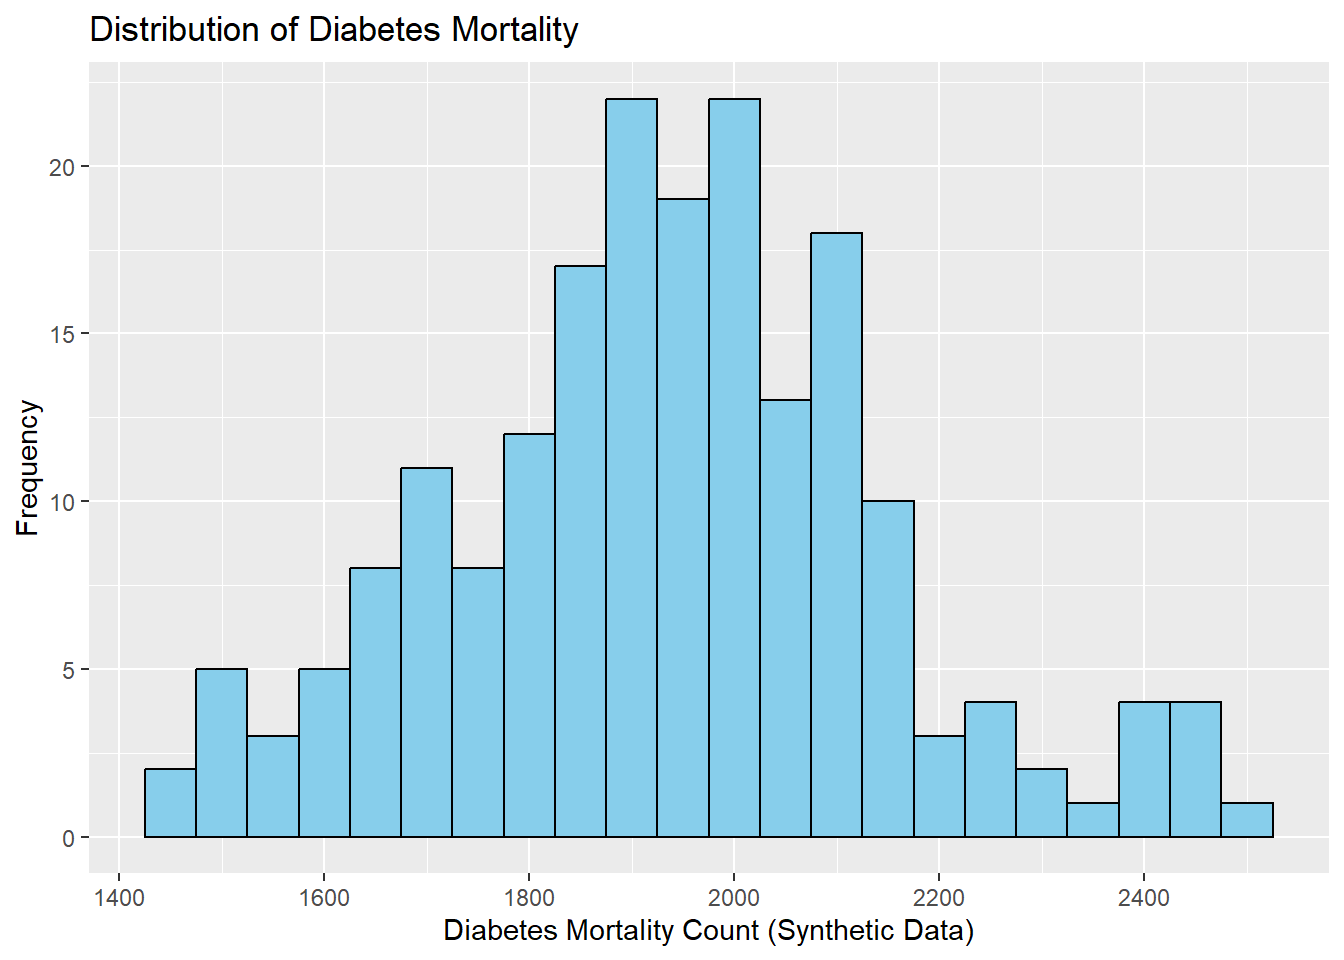 Distribution of Diabetes Mortality
20
15
10
5
0
Frequency
1400 1600 1800 2000 2200 2400
Diabetes Mortality Count (Synthetic Data)